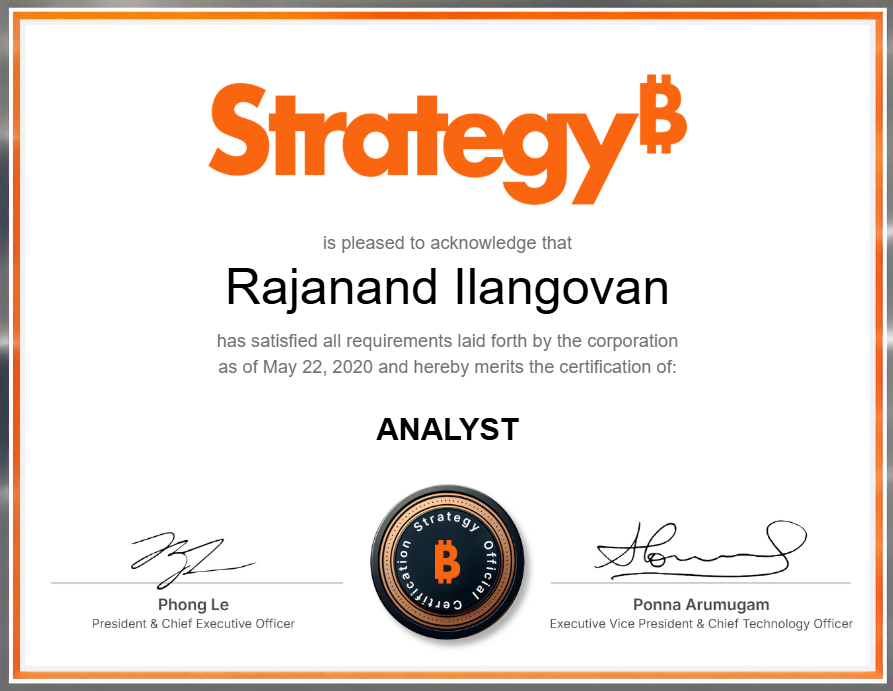 Strategy₿
is pleased to acknowledge that
Rajanand Ilangovan
has satisfied all requirements laid forth by the corporation
as of May 22, 2020 and hereby merits the certification of:
ANALYST
Strategy Official Certification
₿
Phong Le
President & Chief Executive Officer
Ponna Arumugam
Executive Vice President & Chief Technology Officer